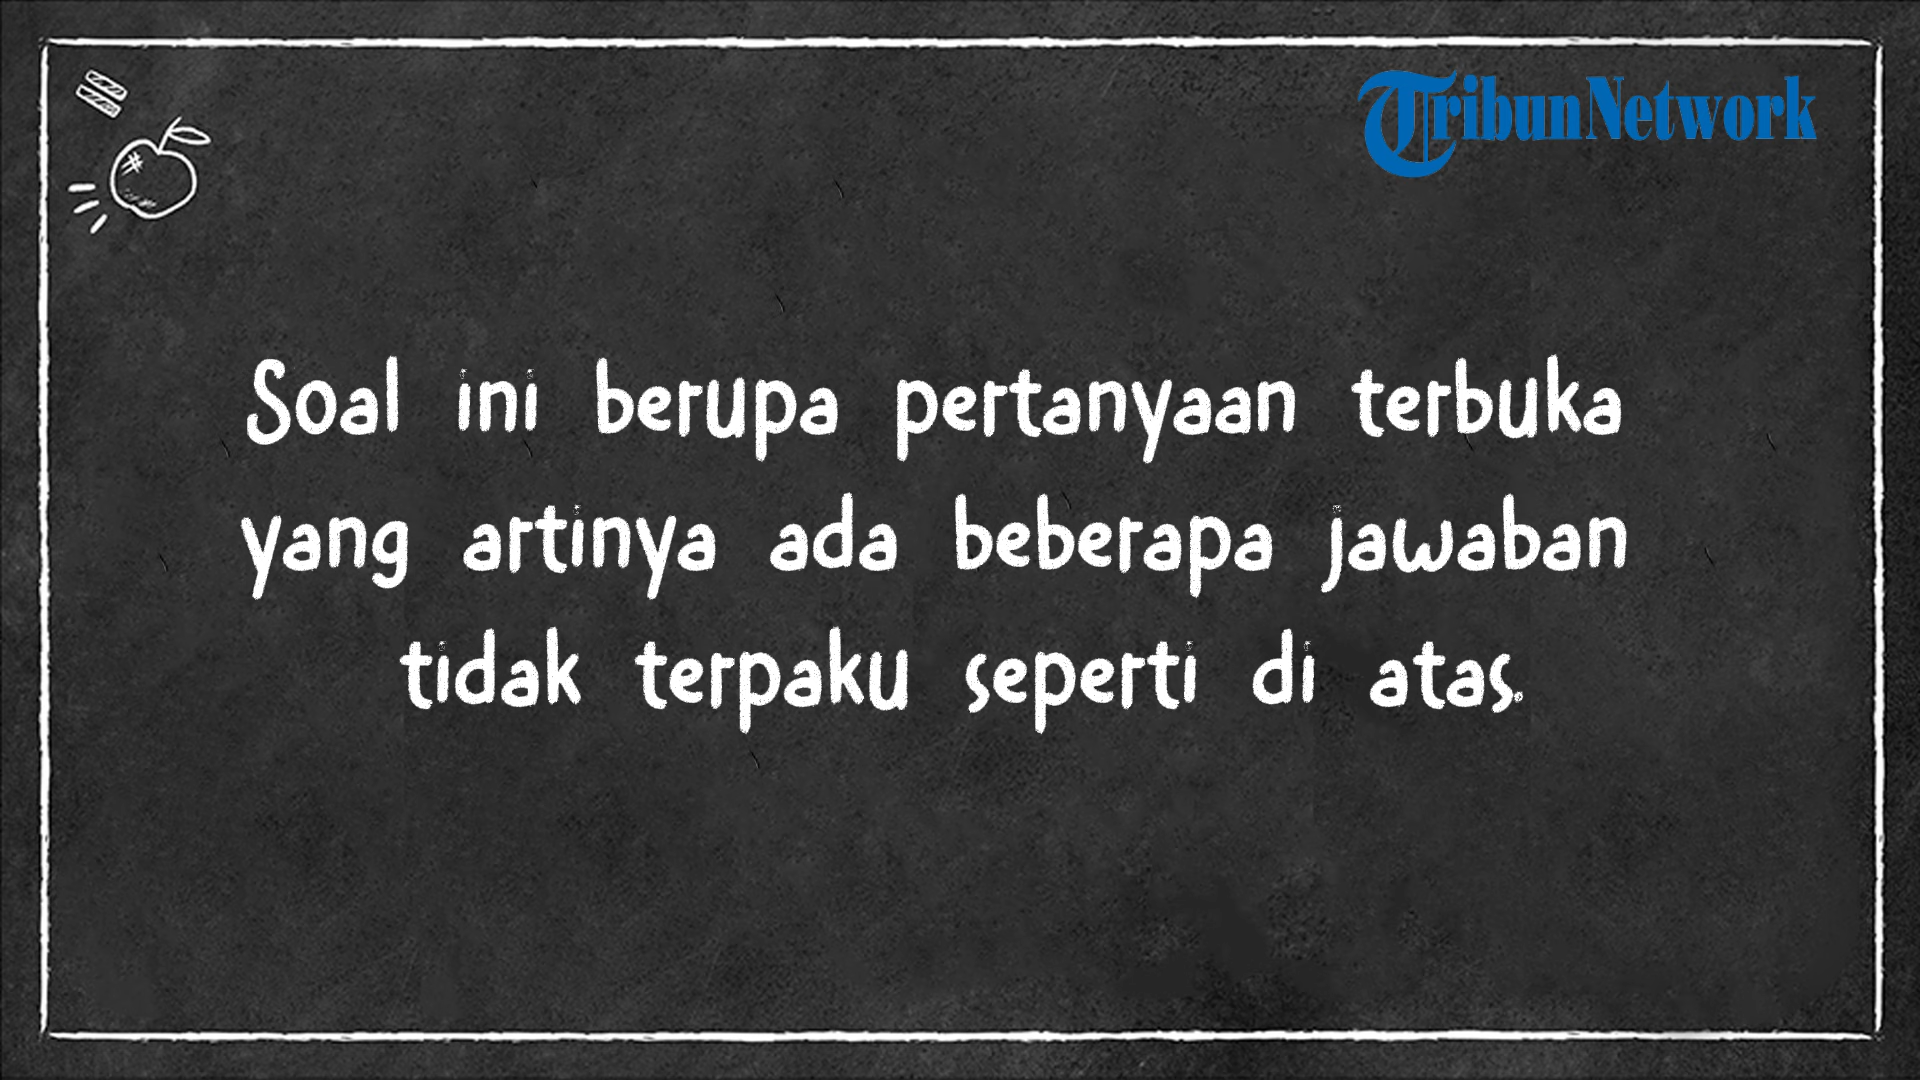 TribunNetwork
Soal ini berupa pertanyaan terbuka
yang artinya ada beberapa jawaban
tidak terpaku seperti di atas.